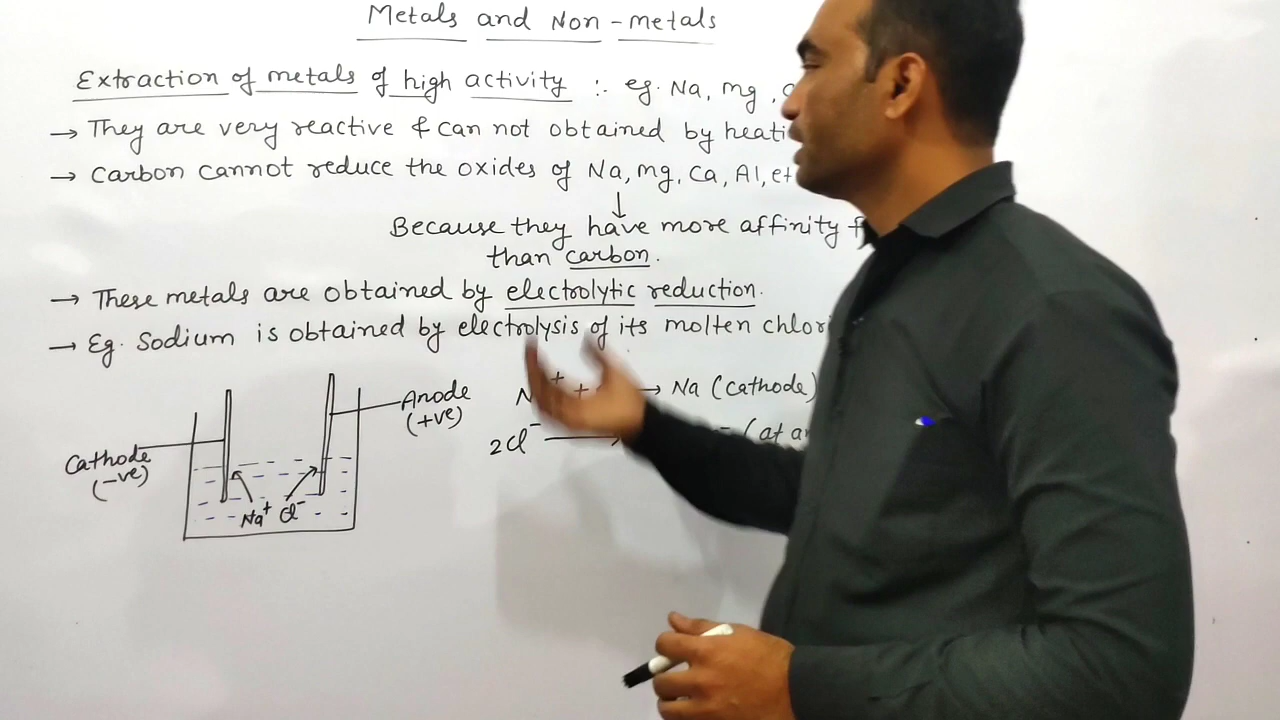 Metals and Non-metals
Extraction of metals of high activity :- eg. Na, Mg,
→ They are very reactive & can not obtained by
→ Carbon cannot reduce the oxides of Na, Mg, Ca, Al,
↓
Because they have more affinity
than carbon.
→ These metals are obtained by electrolytic reduction.
→ Eg. Sodium is obtained by electrolysis of its molten
Anode
(+ve)
Cathode
(-ve)
Na⁺ Cl⁻
→ Na (cathode)
2Cl⁻ →
(at